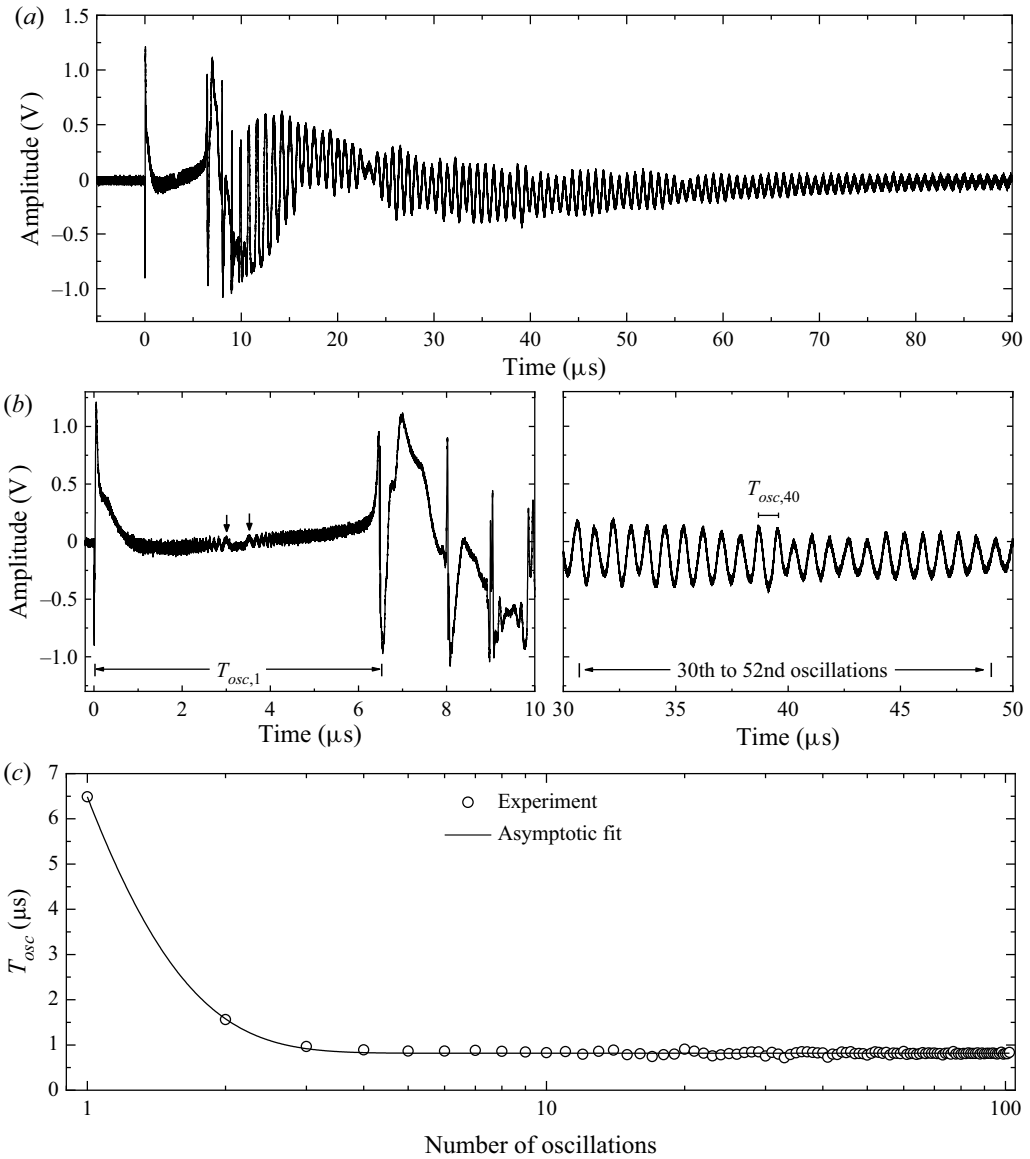 (a)
1.5
1.0
0.5
0
–0.5
–1.0
Amplitude (V)
0 10 20 30 40 50 60 70 80 90
Time (μs)
(b)
1.0
0.5
0
–0.5
–1.0
Amplitude (V)
T_osc,1
0 2 4 6 8 10
Time (μs)
T_osc,40
30th to 52nd oscillations
30 35 40 45 50
Time (μs)
(c)
7
6
5
4
3
2
1
0
T_osc (μs)
Experiment
Asymptotic fit
1 10 100
Number of oscillations